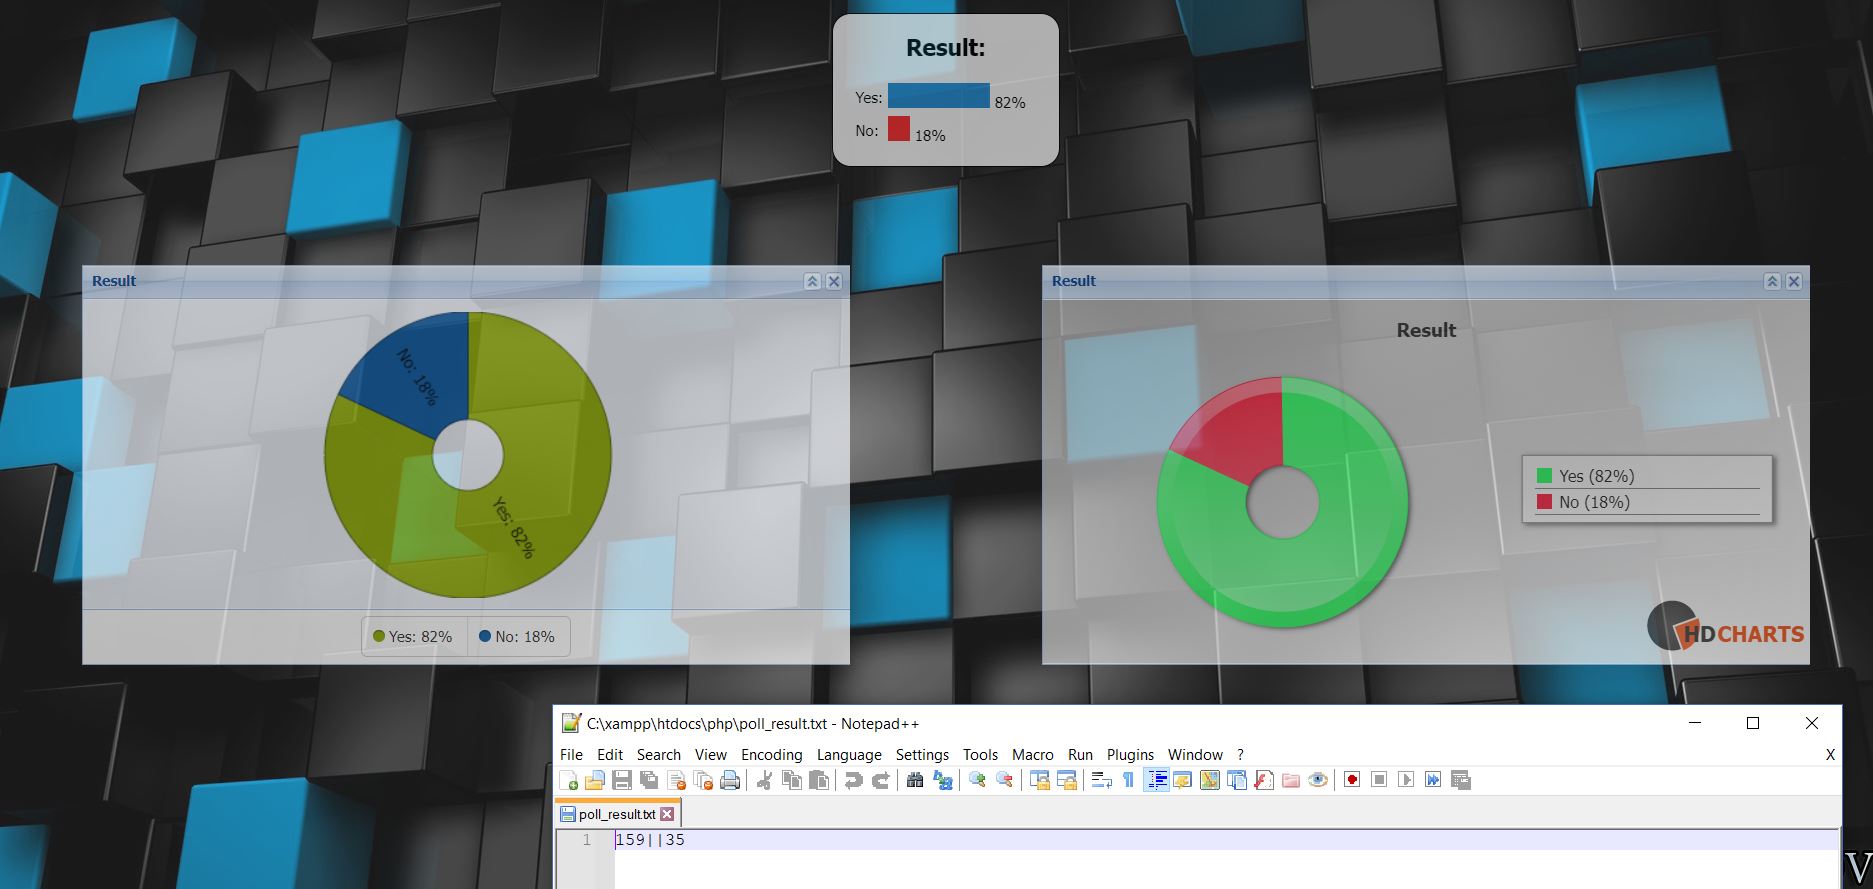 Result:
Yes: 82%
No: 18%
Result
No: 18%
Yes: 82%
Yes: 82% No: 18%
Result
Result
Yes (82%)
No (18%)
HDCHARTS
C:\xampp\htdocs\php\poll_result.txt - Notepad++
File Edit Search View Encoding Language Settings Tools Macro Run Plugins Window ? X
poll_result.txt
1 159||35
V